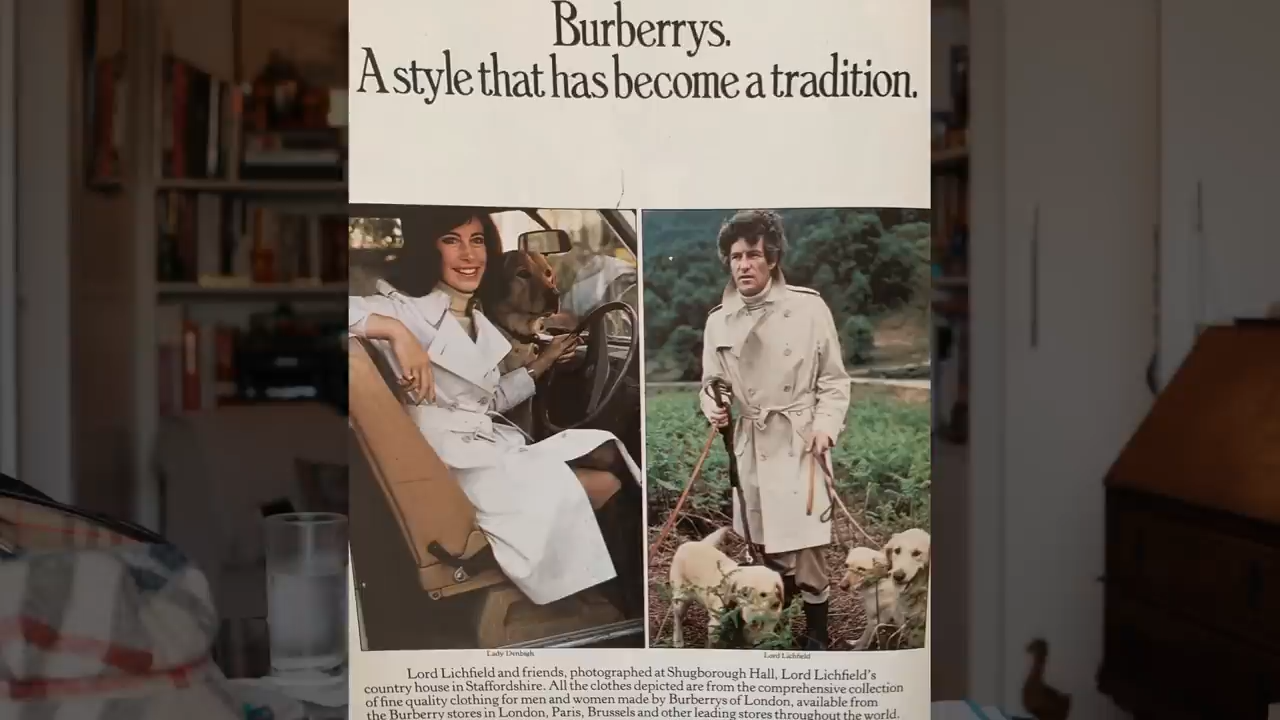 Burberrys.
A style that has become a tradition.
Lady Denbigh
Lord Lichfield
Lord Lichfield and friends, photographed at Shugborough Hall, Lord Lichfield's
country house in Staffordshire. All the clothes depicted are from the comprehensive collection
of fine quality clothing for men and women made by Burberrys of London, available from
the Burberry stores in London, Paris, Brussels and other leading stores throughout the world.